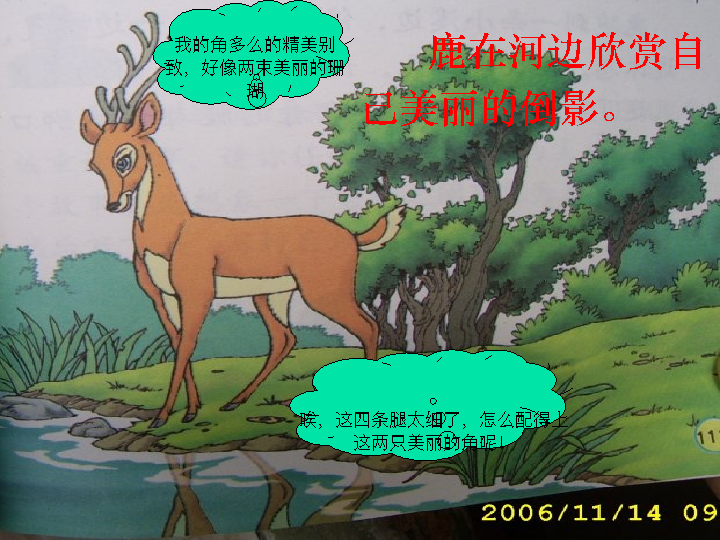 鹿在河边欣赏自
己美丽的倒影。
“我的角多么的精美别
致，好像两束美丽的珊
瑚
。
唉，这四条腿太细了，怎么配得上
这两只美丽的角呢！
2006/11/14 09